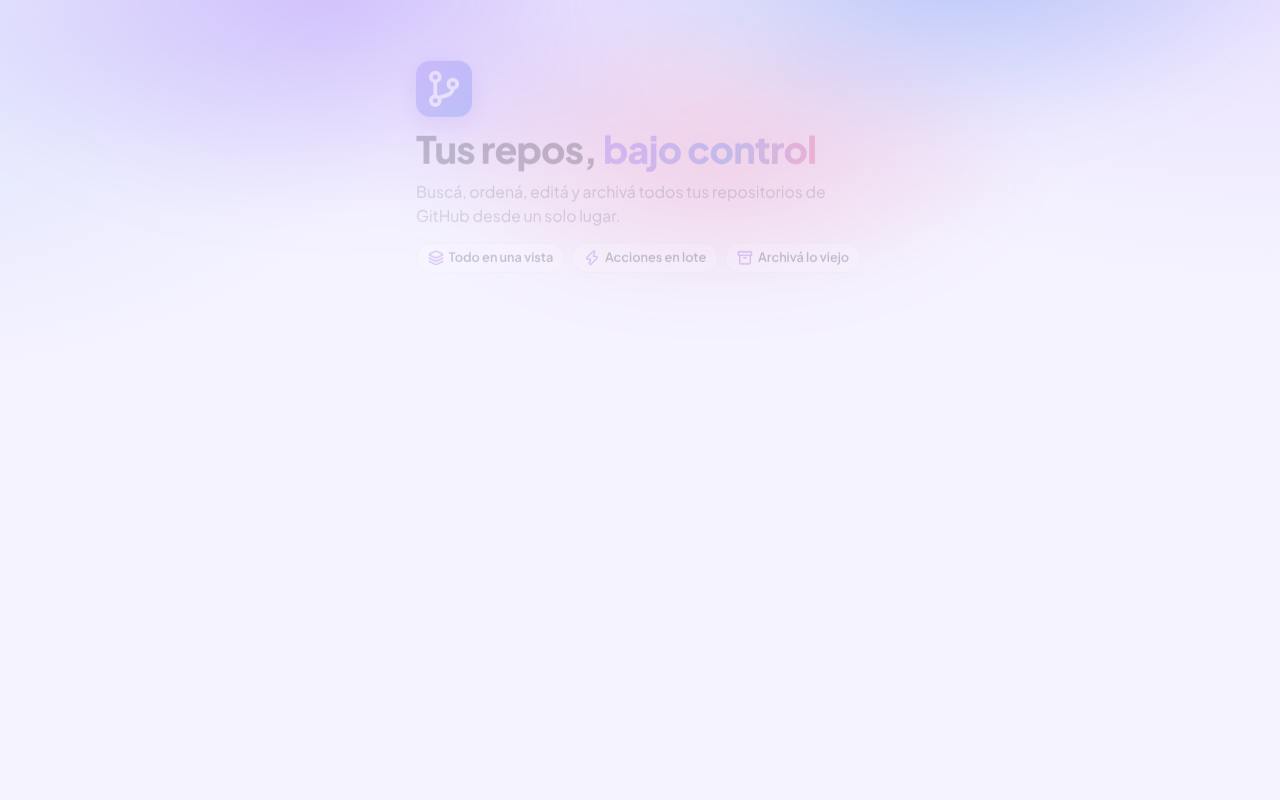 Tus repos, bajo control
Buscá, ordená, editá y archivá todos tus repositorios de
GitHub desde un solo lugar.
Todo en una vista
Acciones en lote
Archivá lo viejo